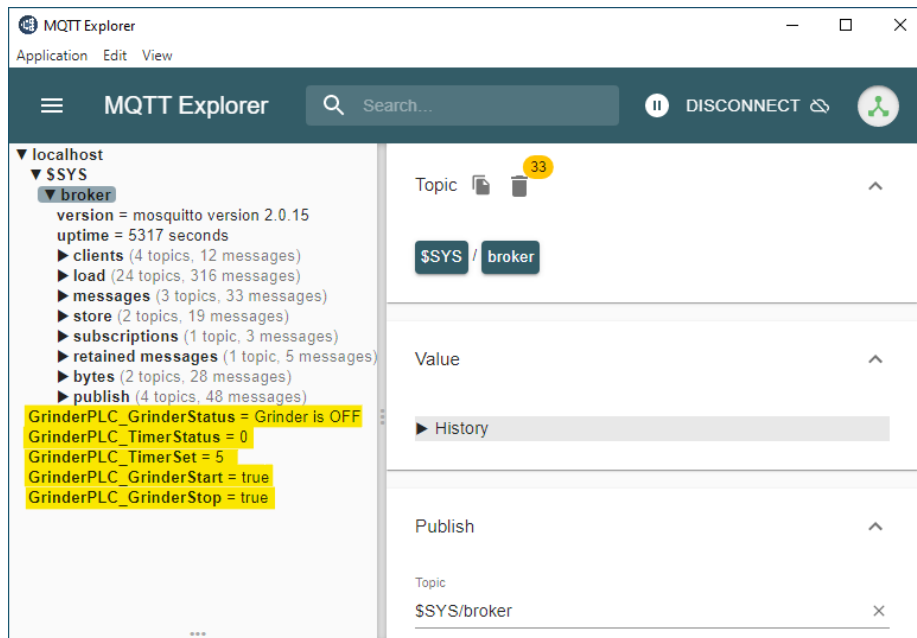 MQTT Explorer
Application Edit View
MQTT Explorer
Search...
DISCONNECT
localhost
$SYS
broker
version = mosquitto version 2.0.15
uptime = 5317 seconds
clients (4 topics, 12 messages)
load (24 topics, 316 messages)
messages (3 topics, 33 messages)
store (2 topics, 19 messages)
subscriptions (1 topic, 3 messages)
retained messages (1 topic, 5 messages)
bytes (2 topics, 28 messages)
publish (4 topics, 48 messages)
GrinderPLC_GrinderStatus = Grinder is OFF
GrinderPLC_TimerStatus = 0
GrinderPLC_TimerSet = 5
GrinderPLC_GrinderStart = true
GrinderPLC_GrinderStop = true
Topic 33
$SYS / broker
Value
History
Publish
Topic
$SYS/broker